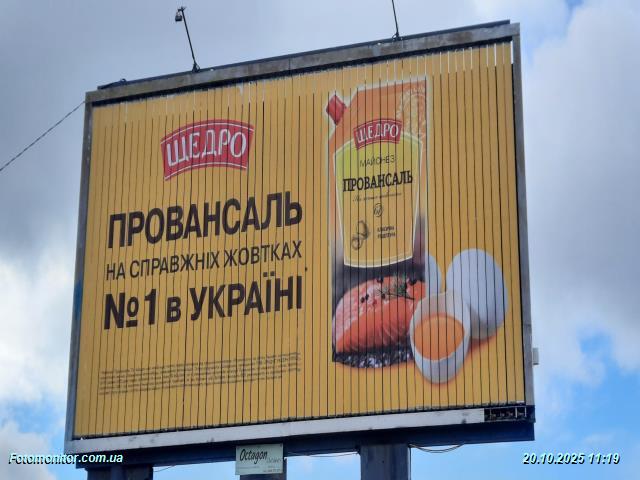 ЩЕДРО
ПРОВАНСАЛЬ
НА СПРАВЖНІХ ЖОВТКАХ
№1 в УКРАЇНІ
ЩЕДРО
МАЙОНЕЗ
ПРОВАНСАЛЬ
Octagon
Fotomonitor.com.ua
20.10.2025 11:19